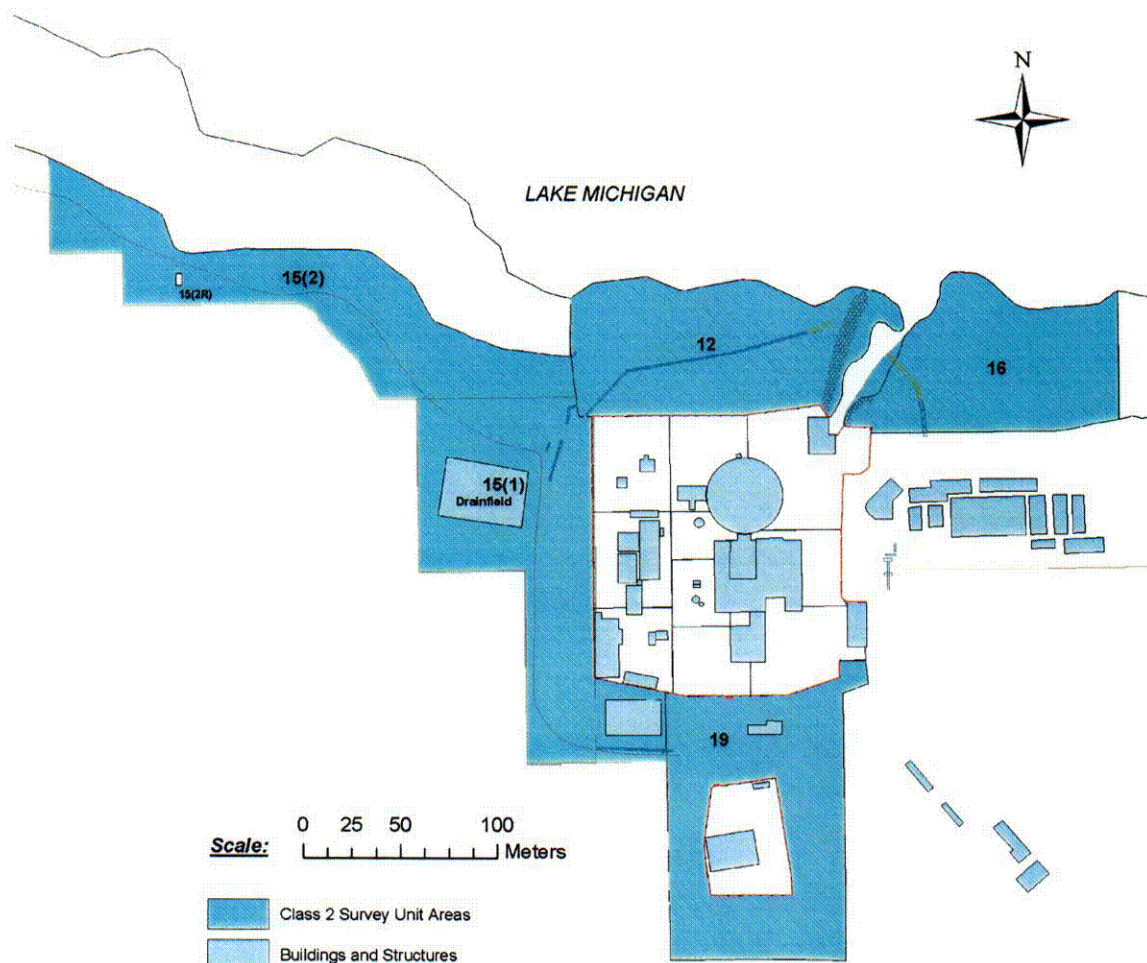 N
LAKE MICHIGAN
15(2)
15(2R)
12
16
15(1)
Drainfield
19
0 25 50 100
Scale: Meters
Class 2 Survey Unit Areas
Buildings and Structures